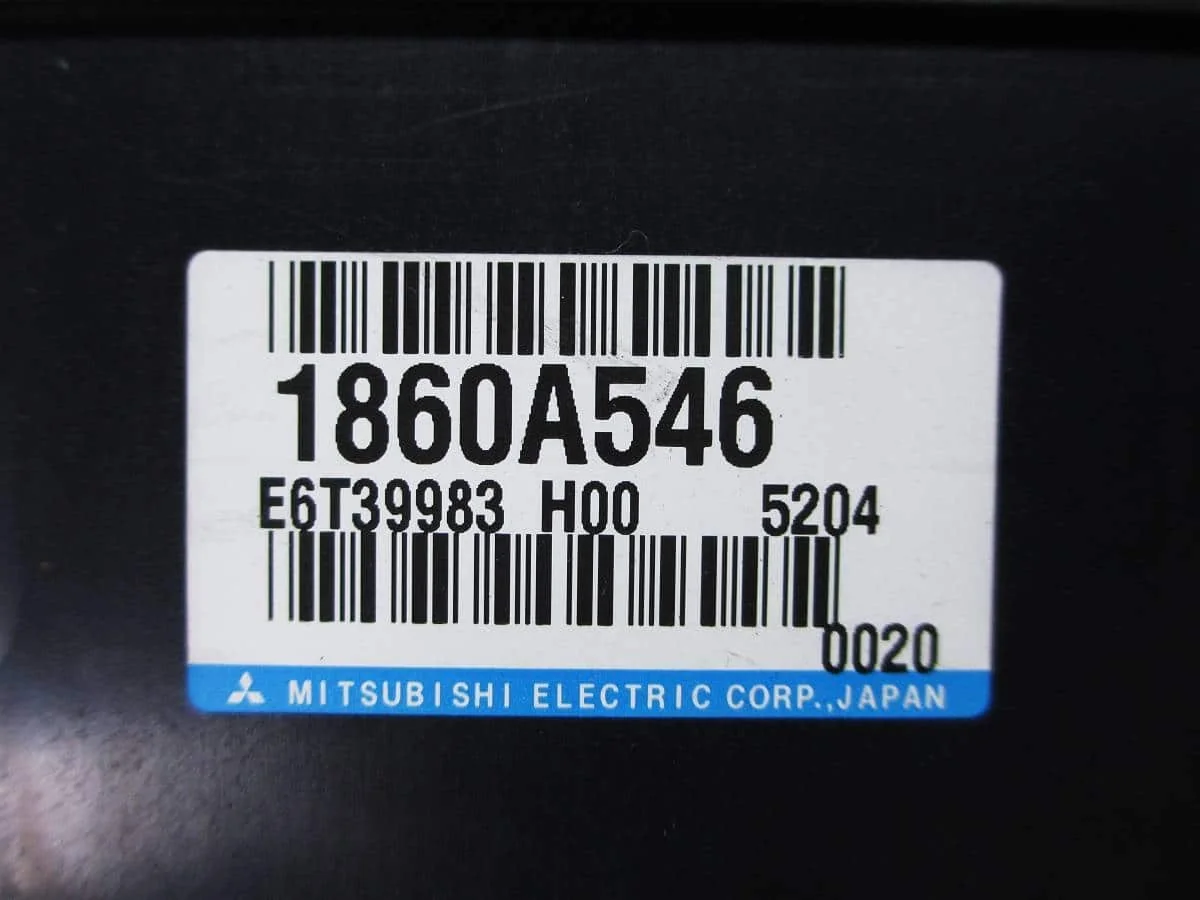 1860A546
E6T39983 H00 5204
0020
MITSUBISHI ELECTRIC CORP.,JAPAN